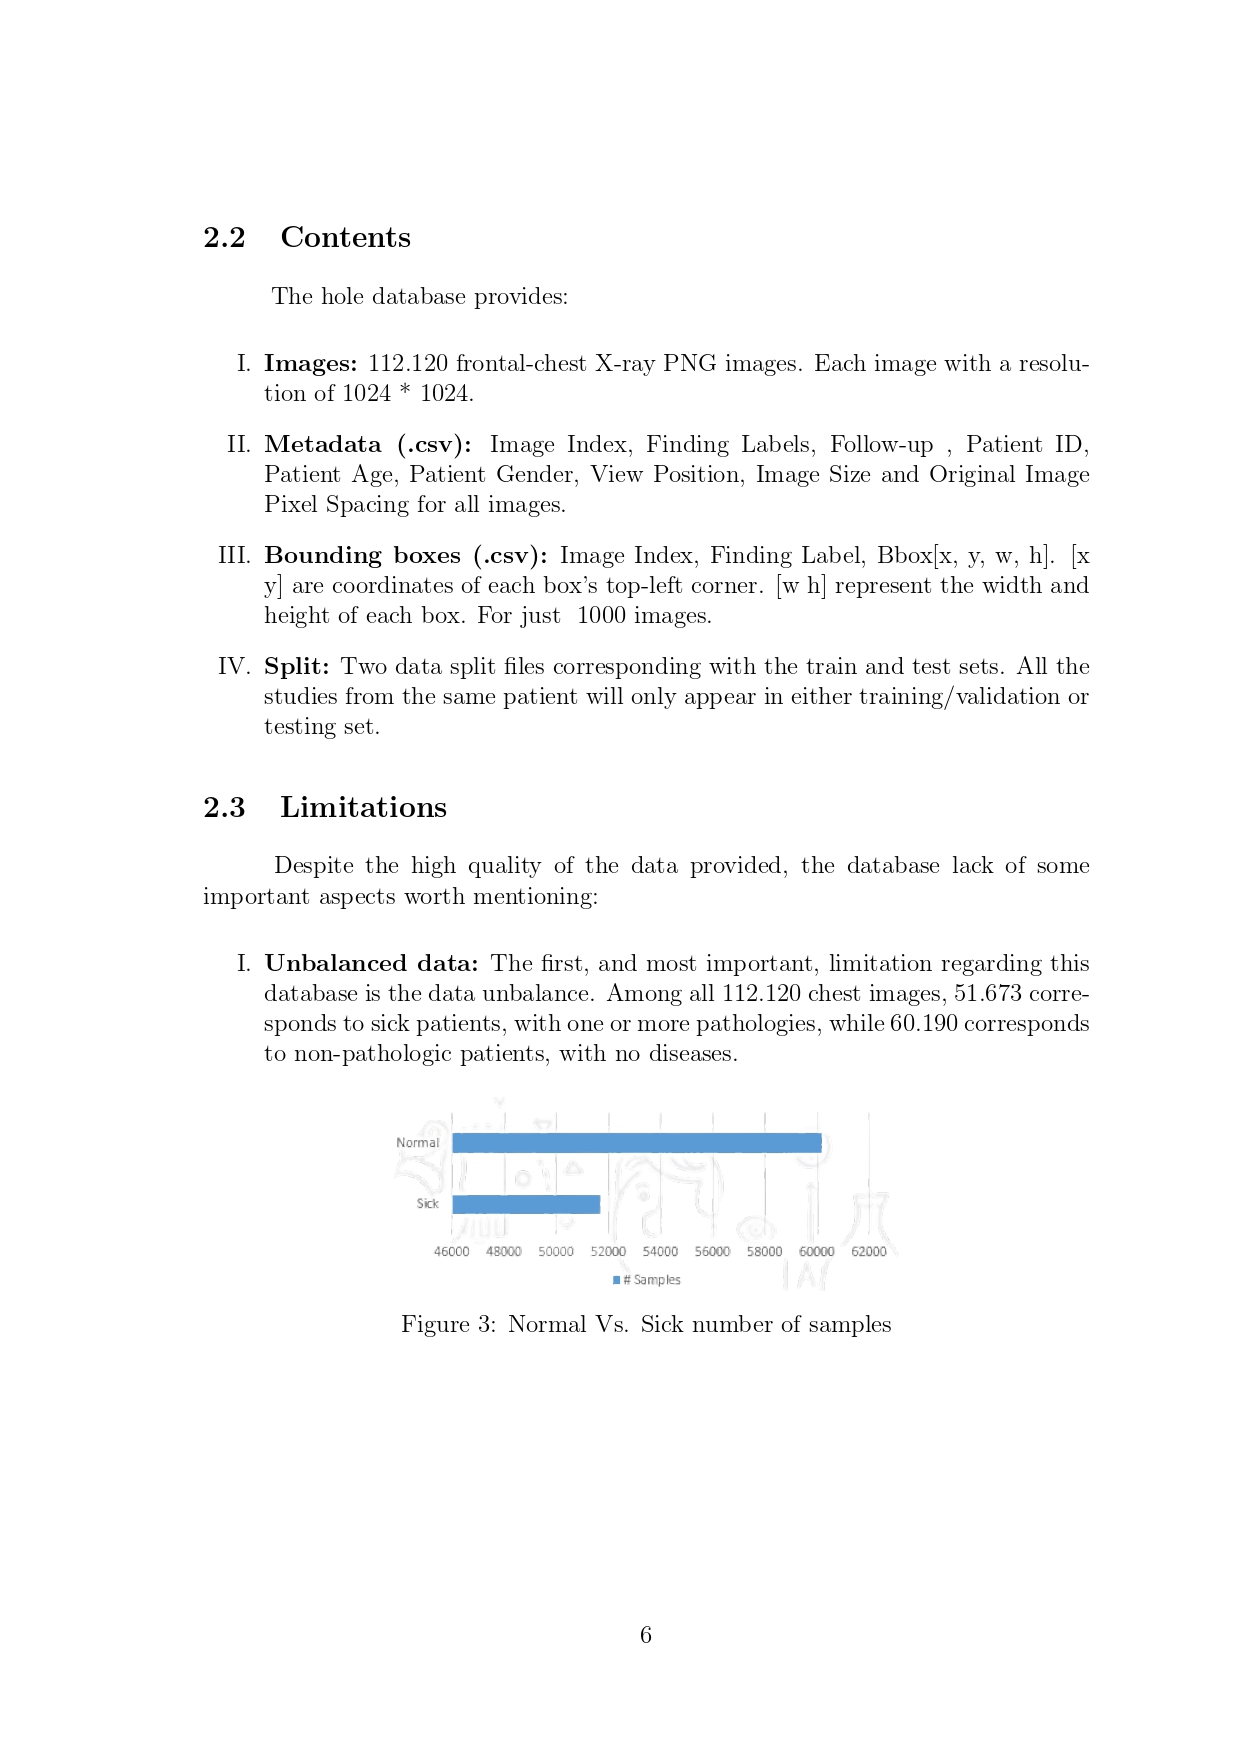 2.2 Contents
The hole database provides:
I. Images: 112.120 frontal-chest X-ray PNG images. Each image with a resolu-
tion of 1024 * 1024.
II. Metadata (.csv): Image Index, Finding Labels, Follow-up , Patient ID,
Patient Age, Patient Gender, View Position, Image Size and Original Image
Pixel Spacing for all images.
III. Bounding boxes (.csv): Image Index, Finding Label, Bbox[x, y, w, h]. [x
y] are coordinates of each box's top-left corner. [w h] represent the width and
height of each box. For just 1000 images.
IV. Split: Two data split files corresponding with the train and test sets. All the
studies from the same patient will only appear in either training/validation or
testing set.
2.3 Limitations
Despite the high quality of the data provided, the database lack of some
important aspects worth mentioning:
I. Unbalanced data: The first, and most important, limitation regarding this
database is the data unbalance. Among all 112.120 chest images, 51.673 corre-
sponds to sick patients, with one or more pathologies, while 60.190 corresponds
to non-pathologic patients, with no diseases.
Normal
Sick
46000 48000 50000 52000 54000 56000 58000 60000 62000
# Samples
Figure 3: Normal Vs. Sick number of samples
6